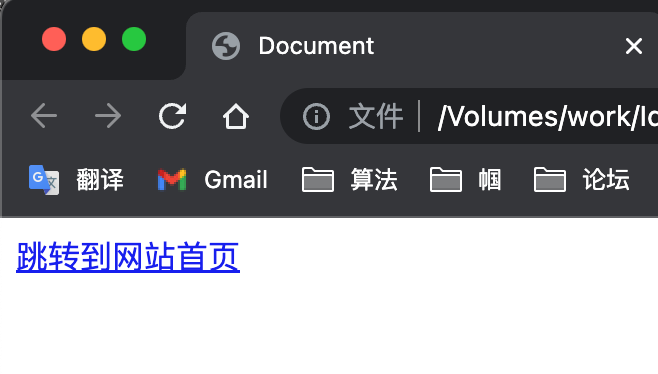 Document
文件 /Volumes/work/Id
翻译 Gmail 算法 帼 论坛
跳转到网站首页